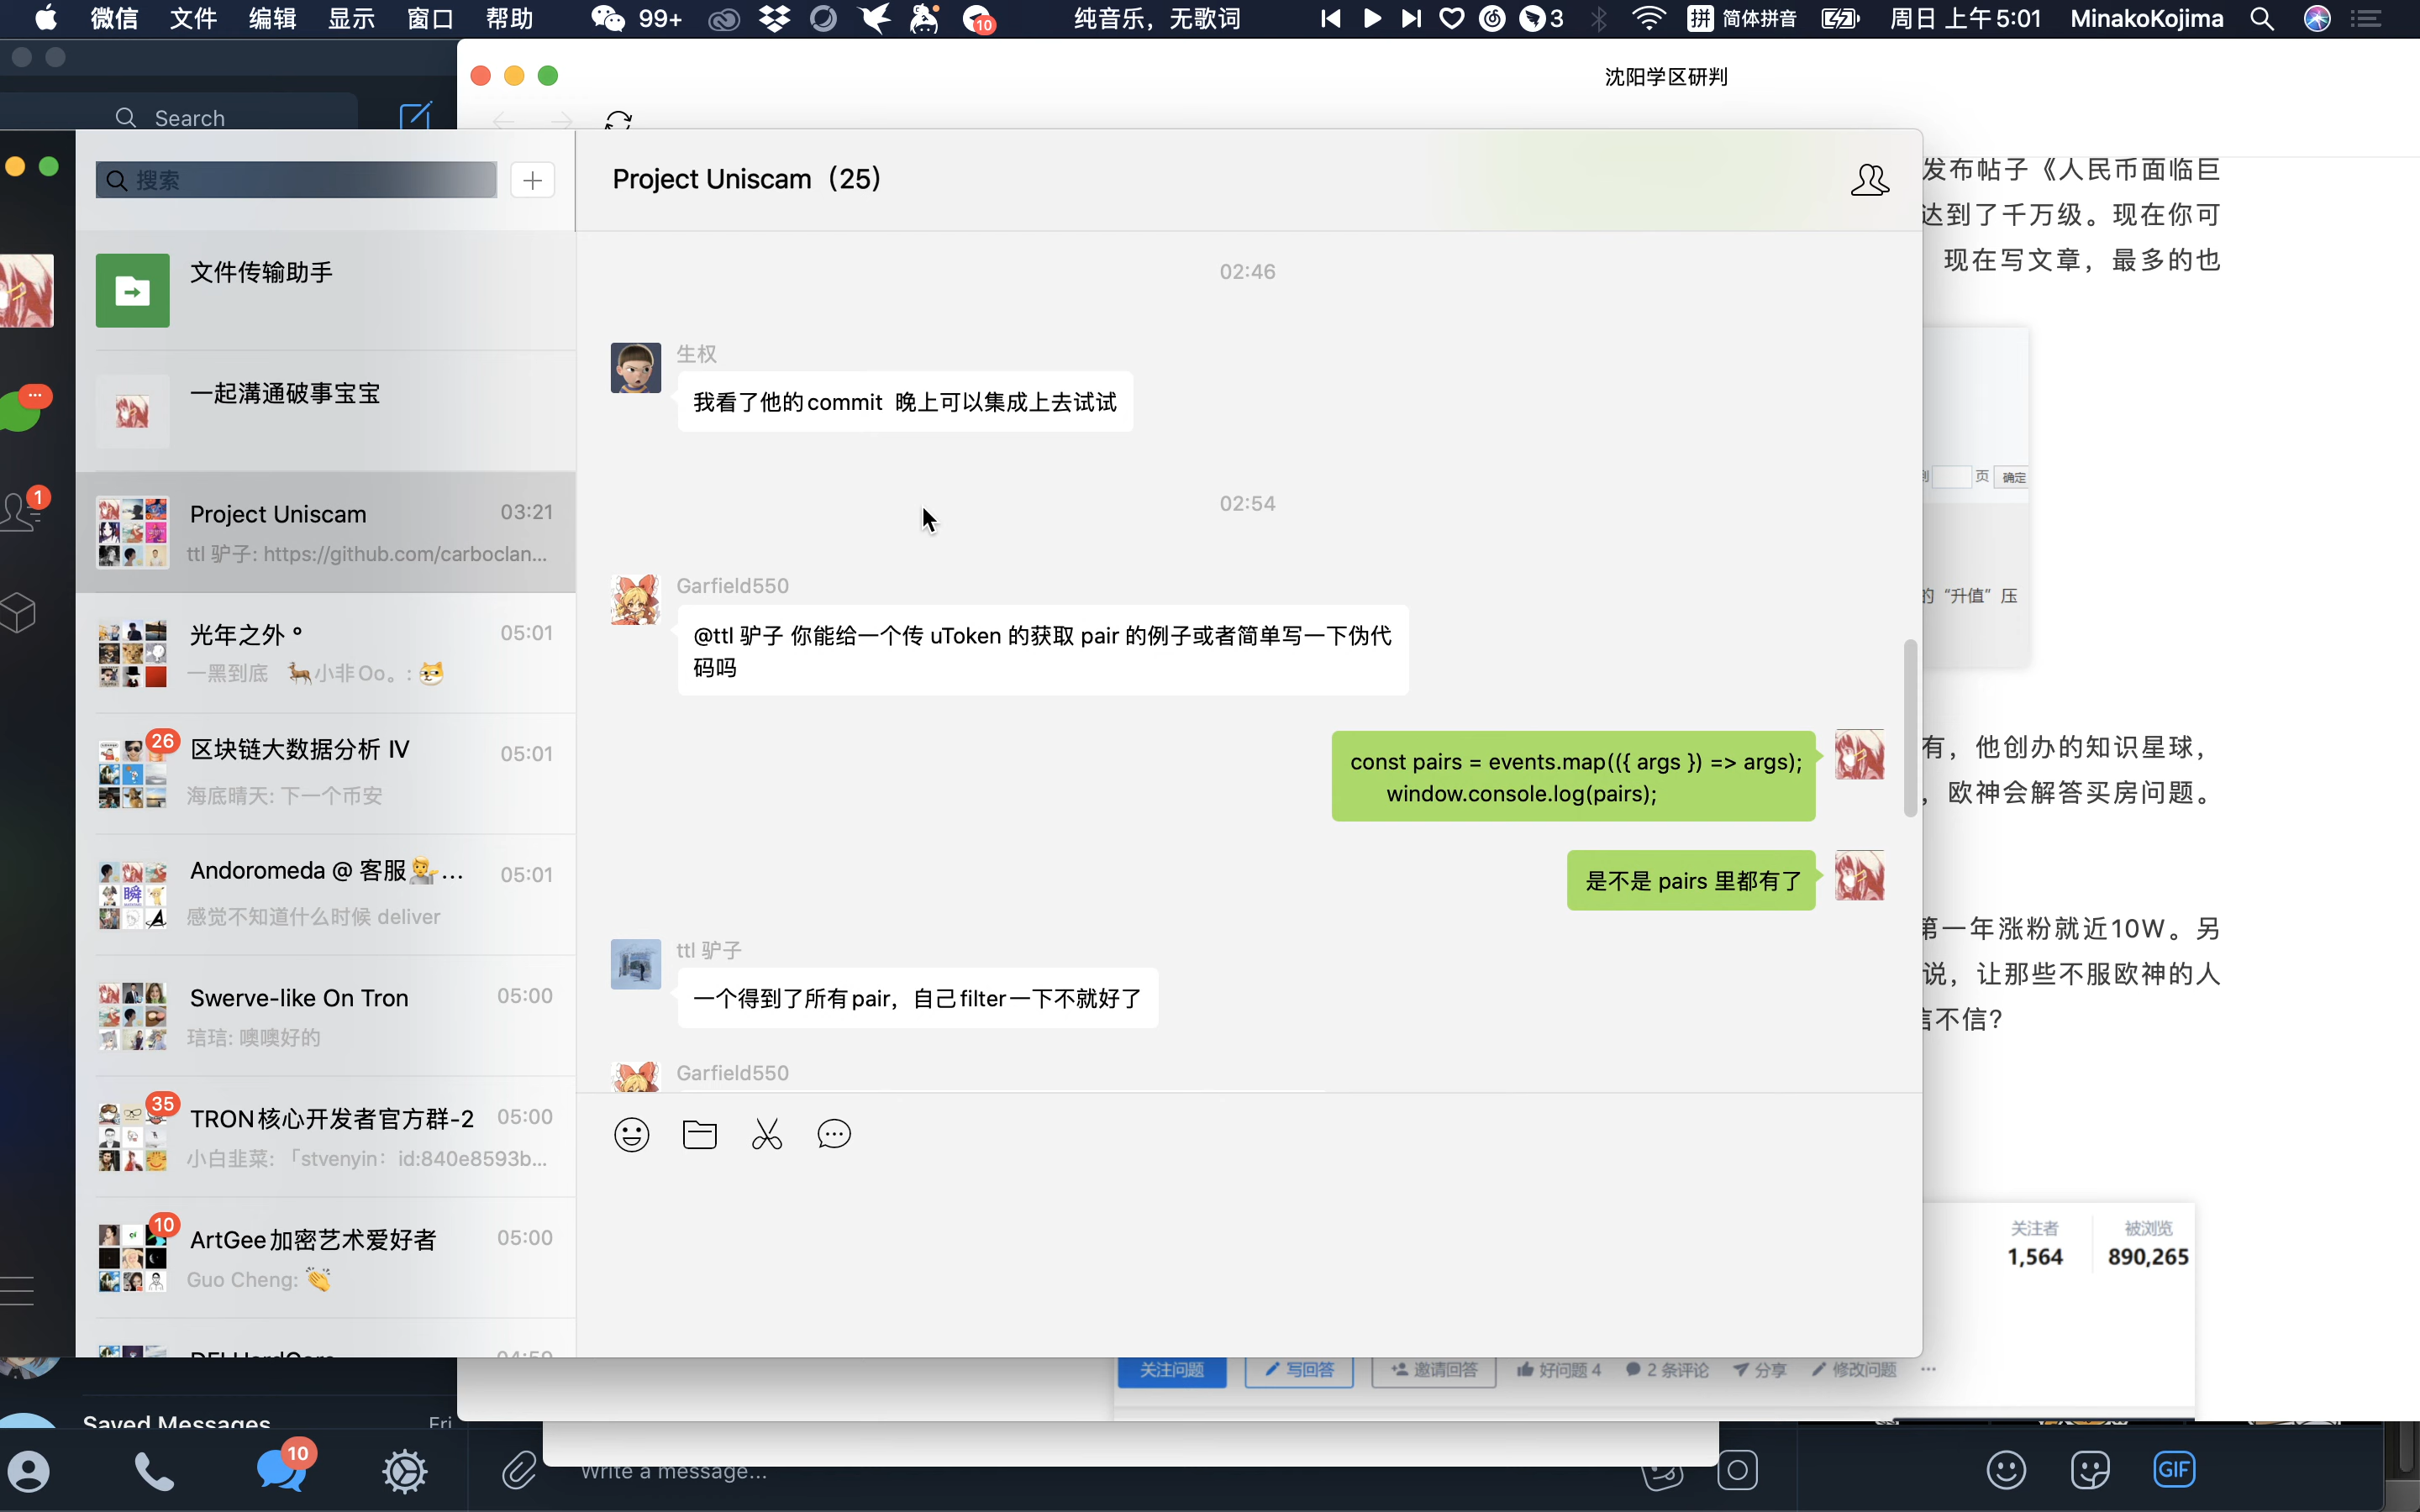 微信 文件 编辑 显示 窗口 帮助 99+ 10 纯音乐，无歌词 3 拼 简体拼音 周日 上午5:01 MinakoKojima
沈阳学区研判
Search
搜索
文件传输助手
一起溝通破事宝宝
1
Project Uniscam 03:21
ttl 驴子: https://github.com/carboclan...
光年之外。 05:01
一黑到底 🦌小非Oo。:
26
区块链大数据分析 IV 05:01
海底晴天: 下一个币安
Andoromeda @ 客服💁... 05:01
感觉不知道什么时候 deliver
Swerve-like On Tron 05:00
琂琂: 噢噢好的
35
TRON核心开发者官方群-2 05:00
小白韭菜: 「stvenyin: id:840e8593b...
10
ArtGee加密艺术爱好者 05:00
Guo Cheng: 👏
Project Uniscam（25）
02:46
生权
我看了他的commit 晚上可以集成上去试试
02:54
Garfield550
@ttl 驴子 你能给一个传 uToken 的获取 pair 的例子或者简单写一下伪代
码吗
const pairs = events.map(({ args }) => args);
window.console.log(pairs);
是不是 pairs 里都有了
ttl 驴子
一个得到了所有pair，自己filter一下不就好了
Garfield550
发布帖子《人民币面临巨
达到了千万级。现在你可
现在写文章，最多的也
页 确定
的 “升值” 压
有，他创办的知识星球，
，欧神会解答买房问题。
第一年涨粉就近10W。另
说，让那些不服欧神的人
言不信?
关注者 被浏览
1,564 890,265
关注问题 写回答 邀请回答 好问题 4 2 条评论 分享 修改问题 ...
Saved Messages Fri
10
Write a message...
GIF